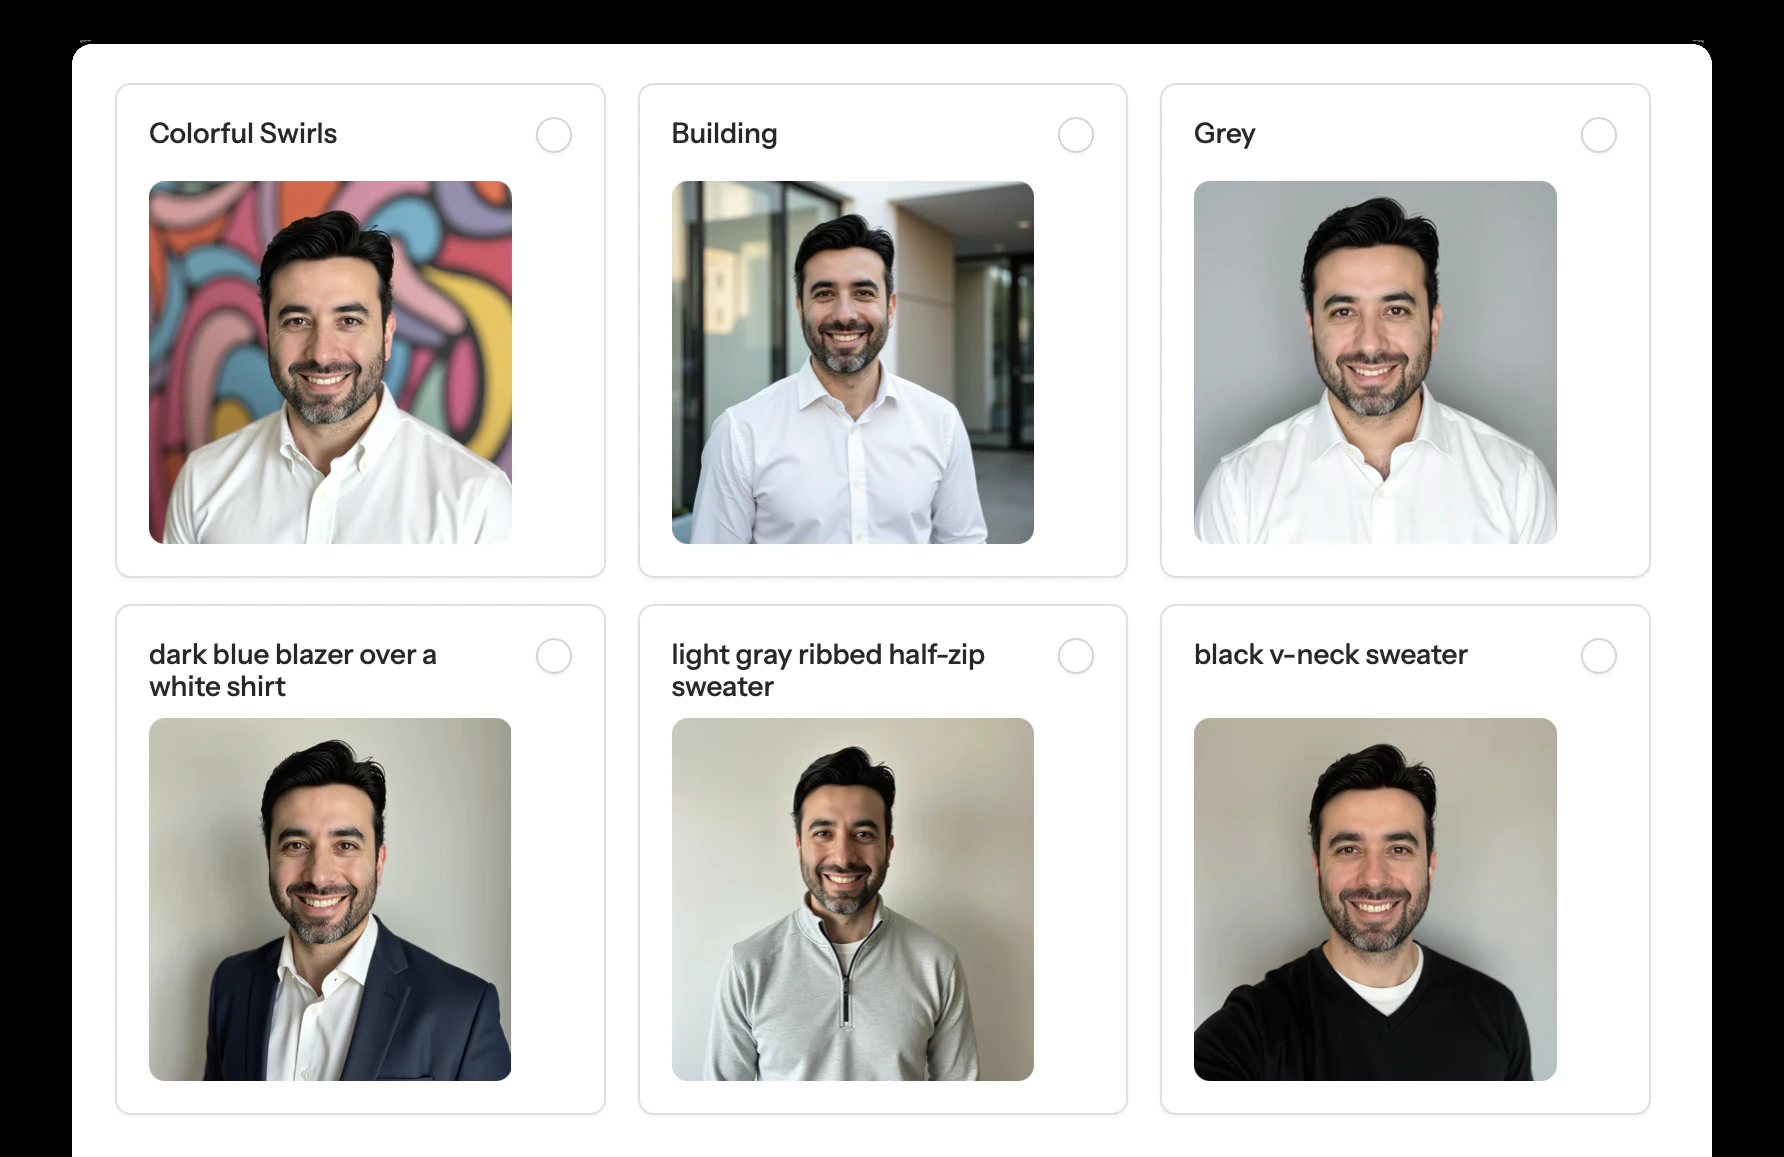 Colorful Swirls
Building
Grey
dark blue blazer over a
white shirt
light gray ribbed half-zip
sweater
black v-neck sweater